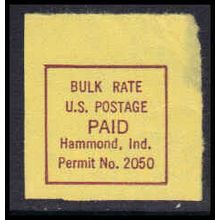 BULK RATE
U.S. POSTAGE
PAID
Hammond, Ind.
Permit No. 2050